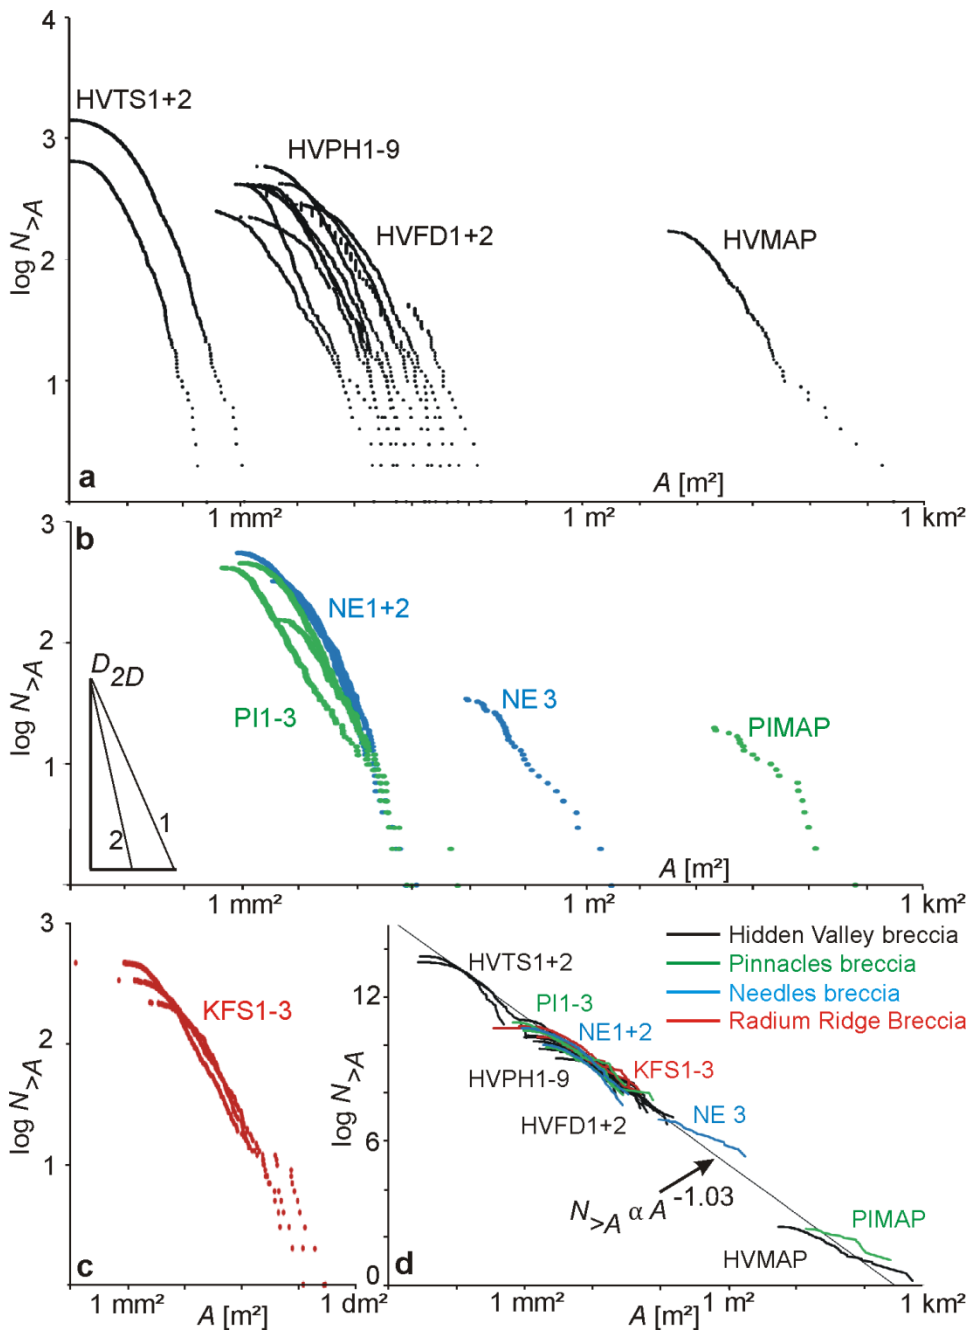 4
HVTS1+2
3
HVPH1-9
HVFD1+2
HVMAP
log N>A
2
1
a
A [m²]
1 mm²
1 m²
1 km²
3
b
NE1+2
2
D2D
PI1-3
NE 3
PIMAP
log N>A
1
1
2
A [m²]
1 mm²
1 m²
1 km²
3
KFS1-3
2
log N>A
1
c
1 mm²
A [m²]
1 dm²
Hidden Valley breccia
Pinnacles breccia
Needles breccia
Radium Ridge Breccia
HVTS1+2
12
PI1-3
NE1+2
KFS1-3
HVPH1-9
HVFD1+2
NE 3
log N>A
6
N>A α A-1.03
PIMAP
HVMAP
0
d
1 mm²
A [m²]
1 m²
1 km²